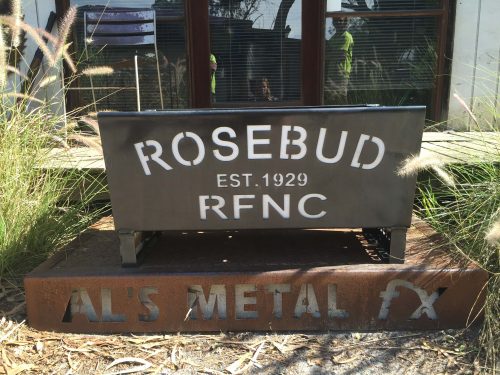 ROSEBUD
EST.1929
RFNC
AL'S METAL fx